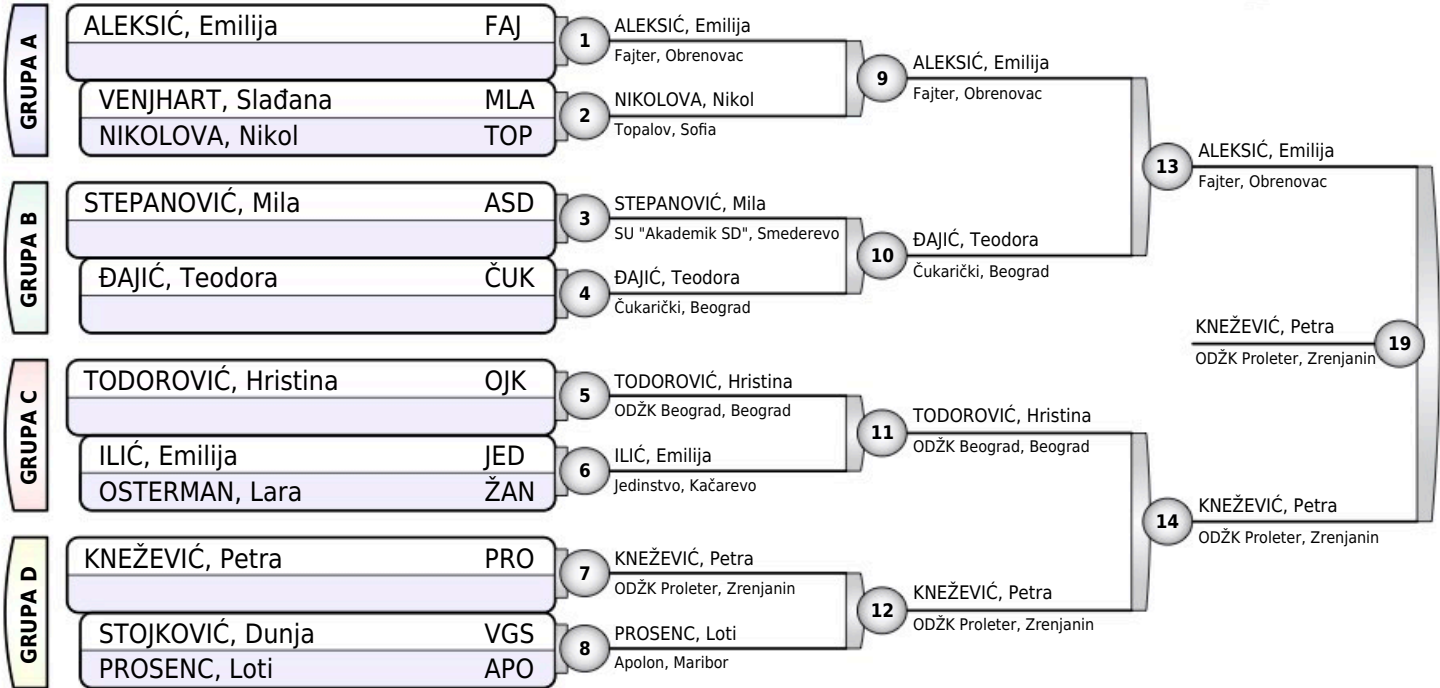 GRUPA A
ALEKSIĆ, Emilija FAJ
VENJHART, Slađana MLA
NIKOLOVA, Nikol TOP
GRUPA B
STEPANOVIĆ, Mila ASD
ĐAJIĆ, Teodora ČUK
GRUPA C
TODOROVIĆ, Hristina OJK
ILIĆ, Emilija JED
OSTERMAN, Lara ŽAN
GRUPA D
KNEŽEVIĆ, Petra PRO
STOJKOVIĆ, Dunja VGS
PROSENC, Loti APO
1
ALEKSIĆ, Emilija
Fajter, Obrenovac
2
NIKOLOVA, Nikol
Topalov, Sofia
3
STEPANOVIĆ, Mila
SU "Akademik SD", Smederevo
4
ĐAJIĆ, Teodora
Čukarički, Beograd
5
TODOROVIĆ, Hristina
ODŽK Beograd, Beograd
6
ILIĆ, Emilija
Jedinstvo, Kačarevo
7
KNEŽEVIĆ, Petra
ODŽK Proleter, Zrenjanin
8
PROSENC, Loti
Apolon, Maribor
9
ALEKSIĆ, Emilija
Fajter, Obrenovac
10
ĐAJIĆ, Teodora
Čukarički, Beograd
11
TODOROVIĆ, Hristina
ODŽK Beograd, Beograd
12
KNEŽEVIĆ, Petra
ODŽK Proleter, Zrenjanin
13
ALEKSIĆ, Emilija
Fajter, Obrenovac
14
KNEŽEVIĆ, Petra
ODŽK Proleter, Zrenjanin
KNEŽEVIĆ, Petra
ODŽK Proleter, Zrenjanin
19